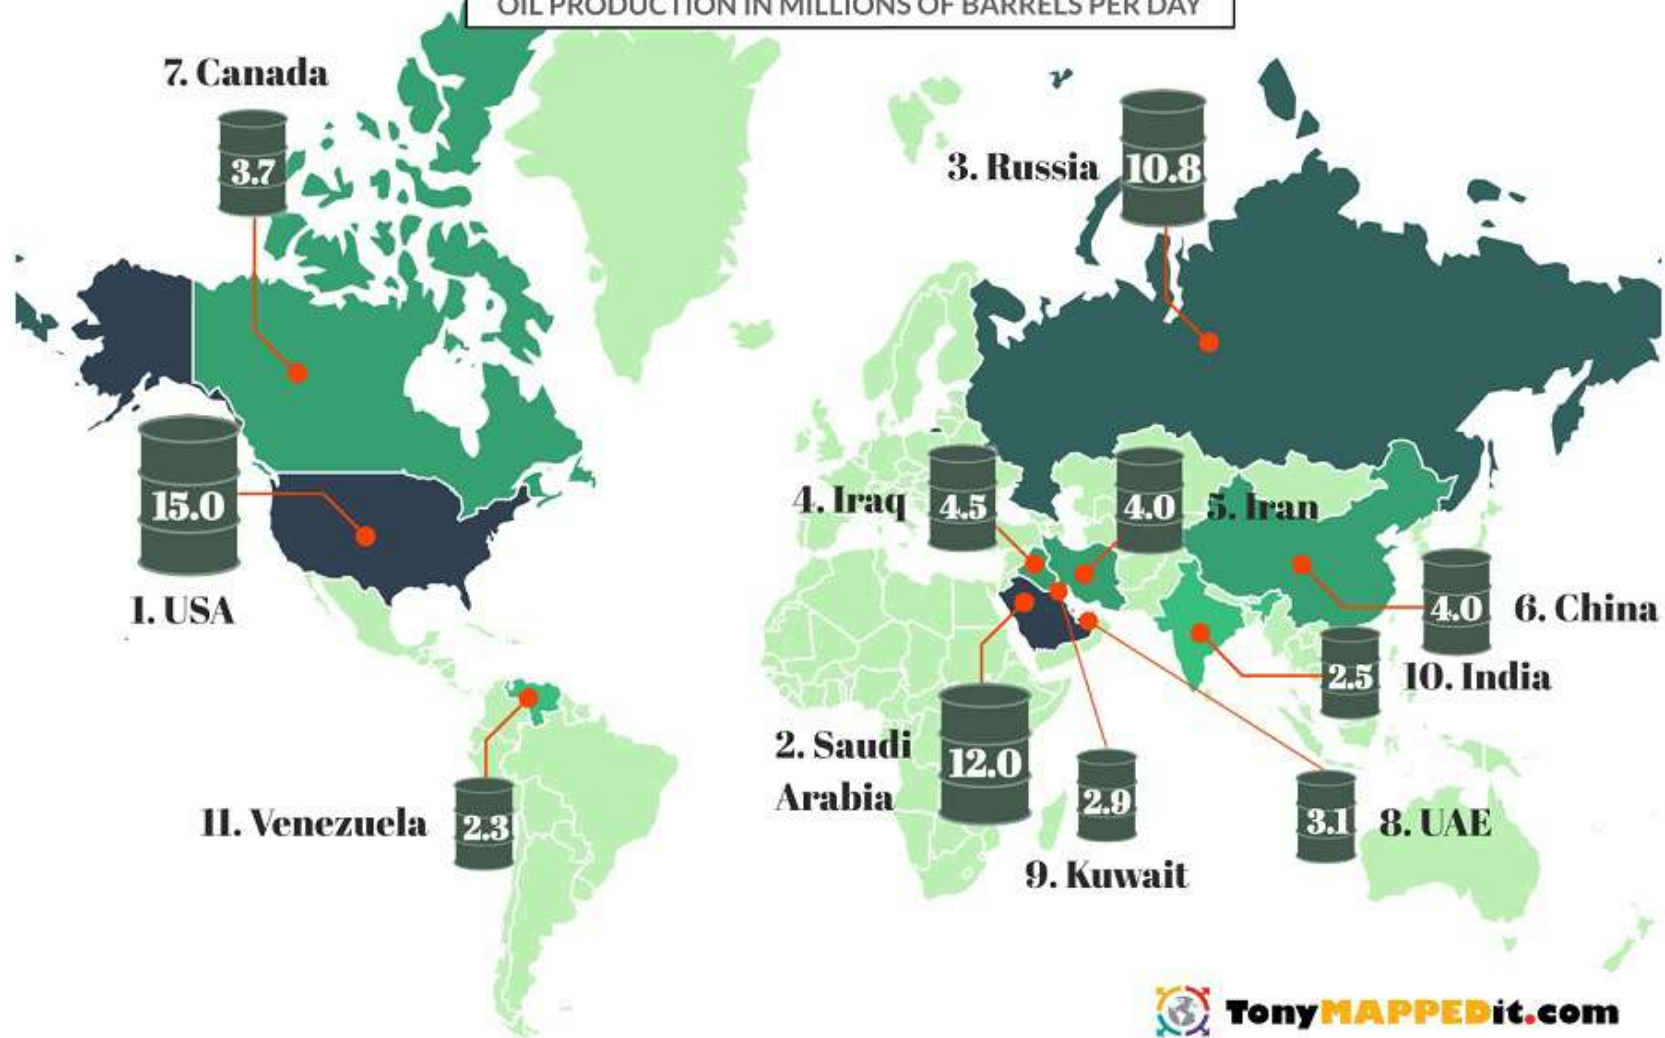 OIL PRODUCTION IN MILLIONS OF BARRELS PER DAY
7. Canada
3.7
3. Russia
10.8
15.0
1. USA
4. Iraq
4.5
4.0
5. Iran
4.0
6. China
2.5
10. India
2. Saudi
Arabia
12.0
2.9
9. Kuwait
3.1
8. UAE
11. Venezuela
2.3
TonyMAPPEDit.com